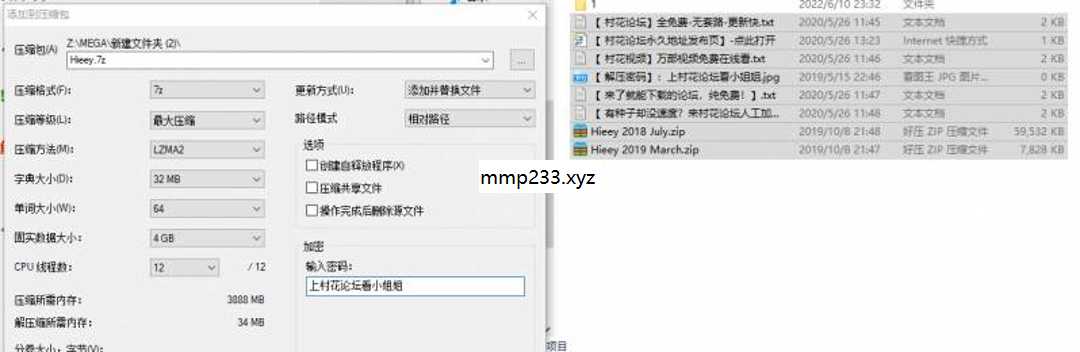 添加到压缩包
压缩包(A)
Z:\MEGA\新建文件夹 (2)\
Hieey.7z
...
压缩格式(F):
7z
压缩等级(L):
最大压缩
压缩方法(M):
LZMA2
字典大小(D):
32 MB
单词大小(W):
64
固实数据大小:
4 GB
CPU 线程数:
12
/ 12
压缩所需内存:
3888 MB
解压缩所需内存:
34 MB
分卷大小，字节(V):
更新方式(U):
添加并替换文件
路径模式
相对路径
选项
创建自释放程序(X)
压缩共享文件
操作完成后删除源文件
加密
输入密码:
上村花论坛看小姐姐
mmp233.xyz
1 2022/6/10 23:32 文件夹
【 村花论坛】全免费-无套路-更新快.txt 2020/5/26 11:45 文本文档 2 KB
【 村花论坛永久地址发布页】-点此打开 2020/5/26 13:23 Internet 快捷方式 1 KB
【 村花视频】万部视频免费在线看.txt 2020/5/26 11:45 文本文档 2 KB
【 解压密码】：上村花论坛看小姐姐.jpg 2019/5/15 22:46 看图王 JPG 图片... 0 KB
【 来了就能下载的论坛，纯免费！】.txt 2020/5/26 11:45 文本文档 2 KB
【 有种子却没速度？来村花论坛人工加... 2020/5/26 11:45 文本文档 2 KB
Hieey 2018 July.zip 2019/10/8 21:48 好压 ZIP 压缩文件 59,532 KB
Hieey 2019 March.zip 2019/10/8 21:47 好压 ZIP 压缩文件 7,828 KB
项目